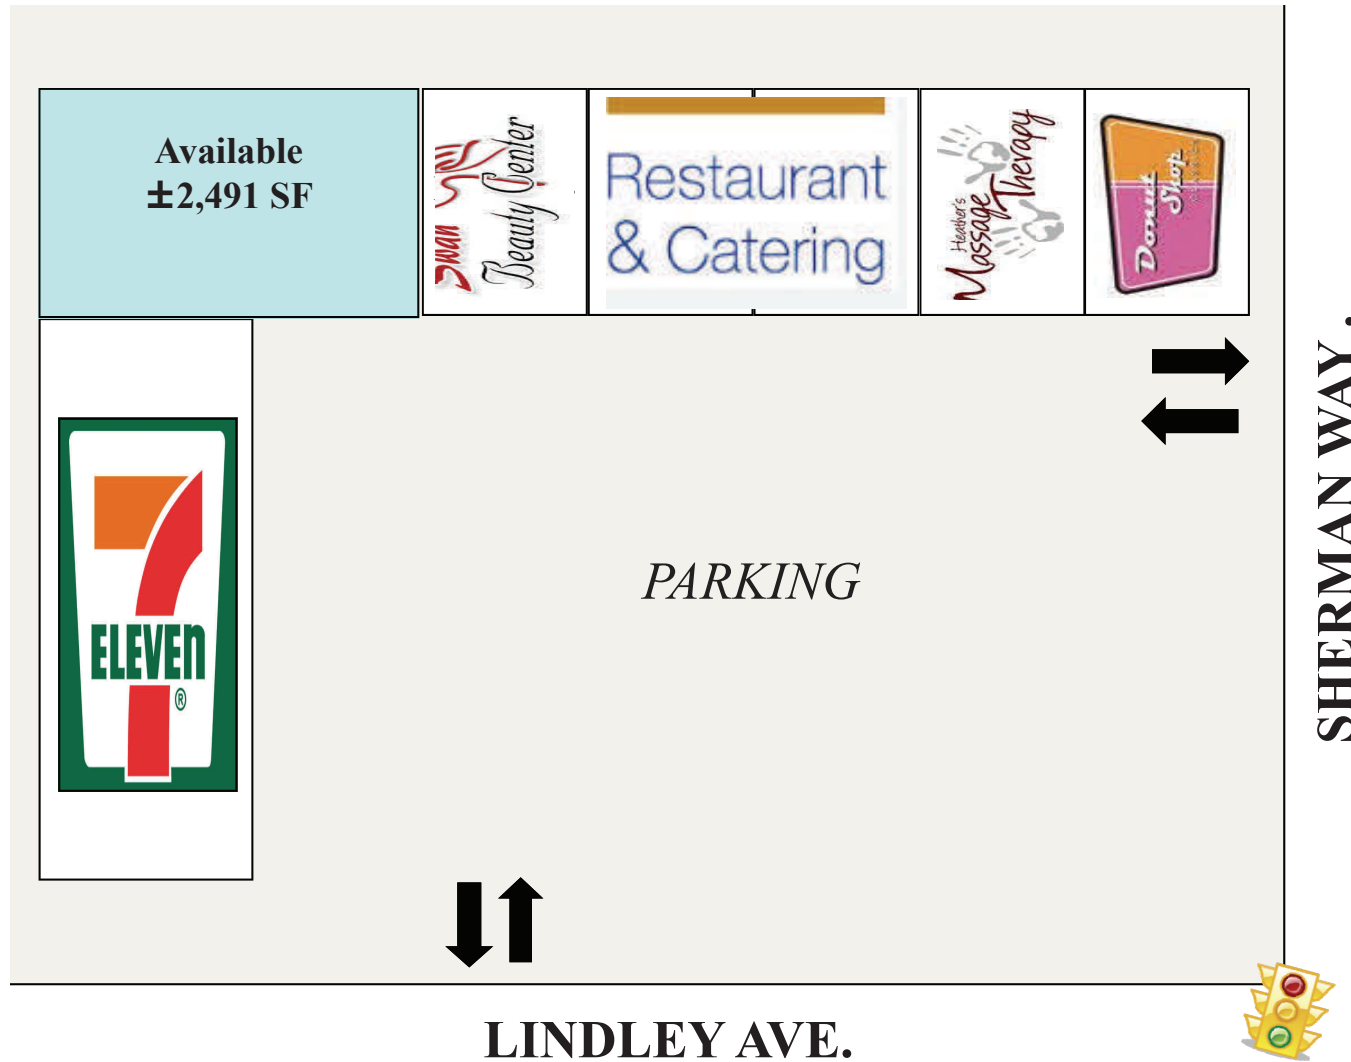 Available
±2,491 SF
Swan
Beauty Center
Restaurant
& Catering
Heather's
Massage
Therapy
Donut
Shop
ELEVEn
®
PARKING
SHERMAN WAY .
LINDLEY AVE.